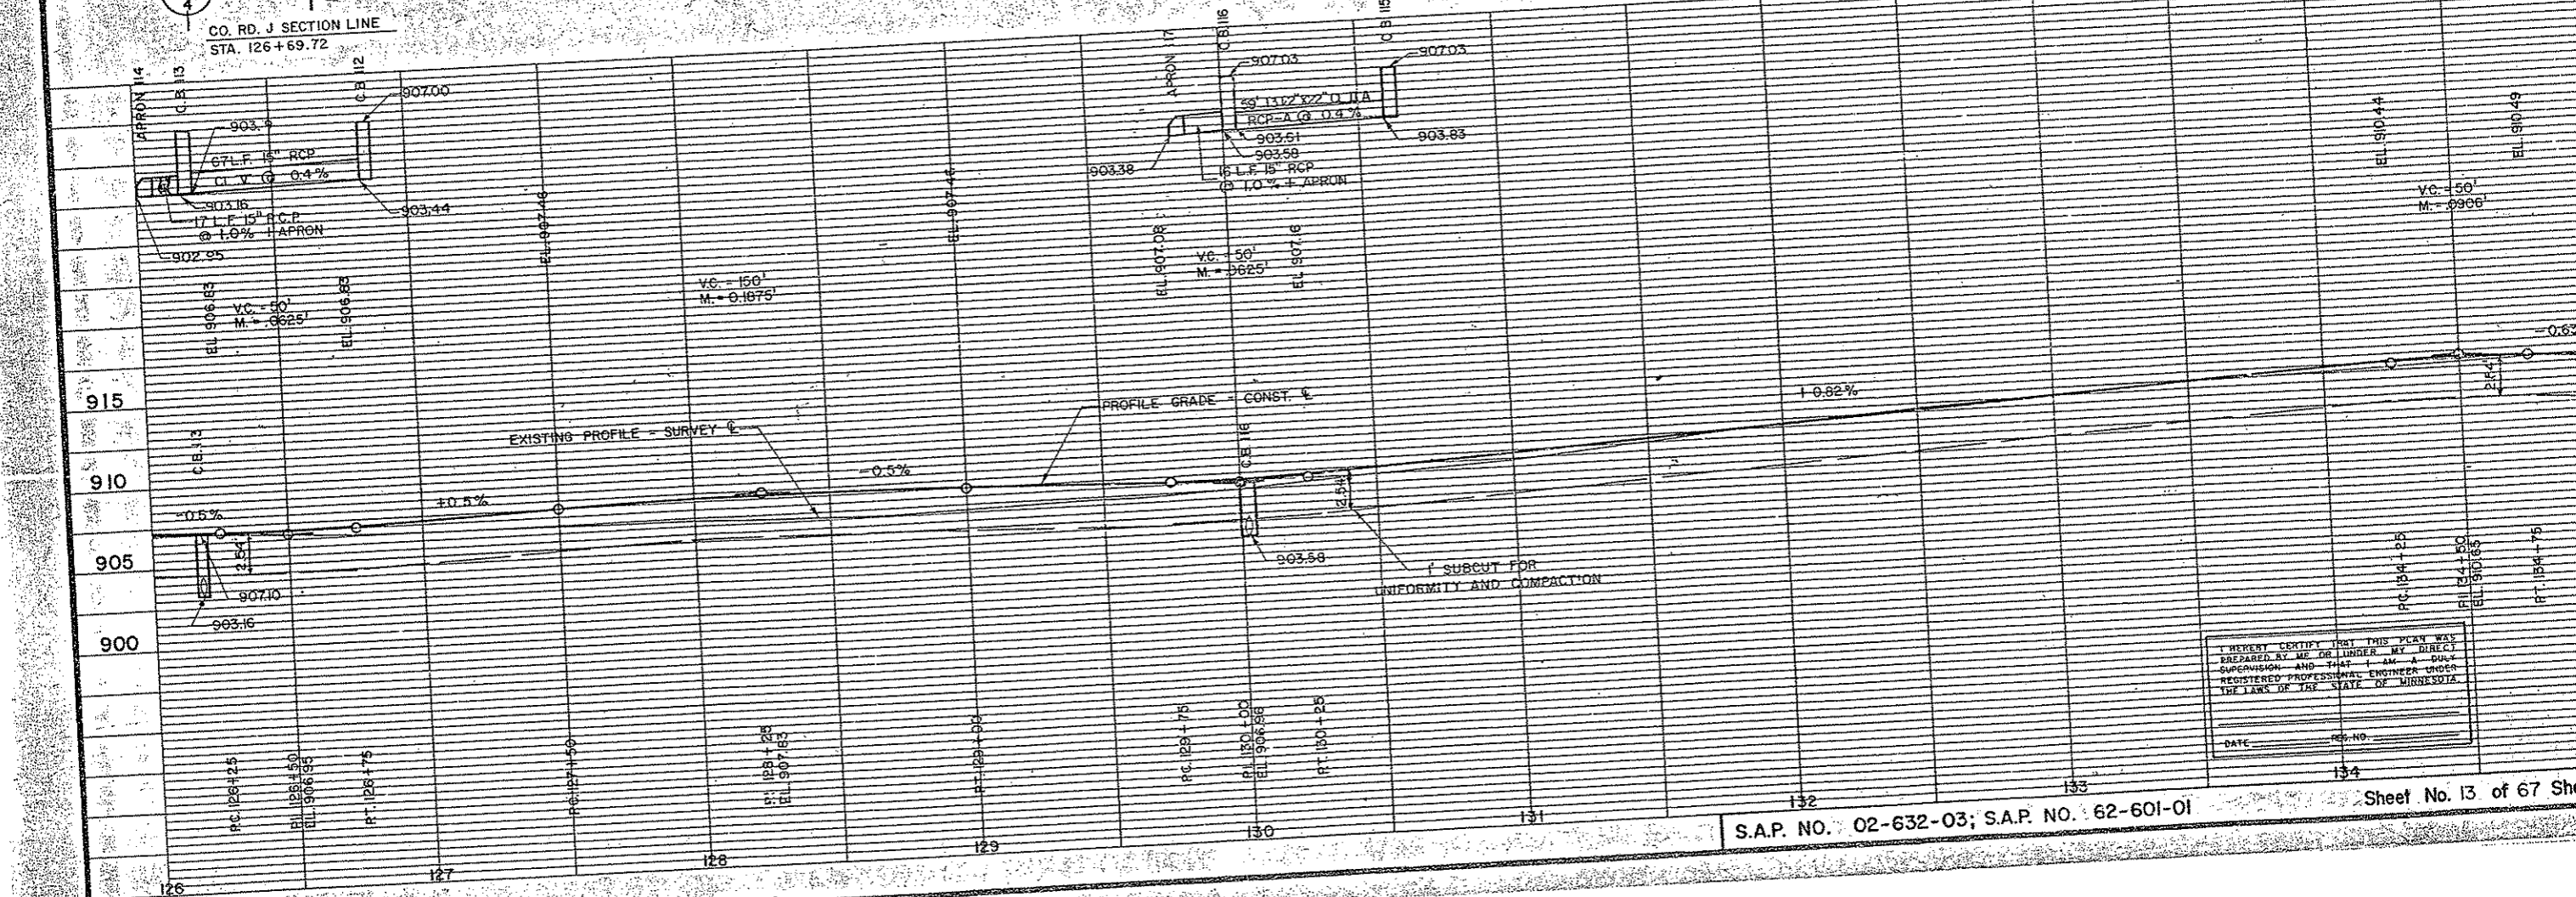 4
CO. RD. J SECTION LINE
STA. 126+69.72
APRON 114
C.B. 113
C.B. 112
907.00
67 L.F. 15" RCP
CL. V @ 0.4%
903.16
903.44
17 L.F. 15" R.C.P.
@ 1.0% + APRON
902.95
EL. 906.83
V.C. = 50'
M. = .0625'
EL. 906.83
EL. 907.46
V.C. = 150'
M. = 0.1875'
EL. 907.46
APRON 17
C.B. 116
C.B. 115
907.03
907.03
RCP-A @ 0.4%
903.61
903.58
903.83
903.38
16 L.F. 15" RCP
@ 1.0% + APRON
EL. 907.08
V.C. = 50'
M. = .0625'
EL. 907.16
EL. 910.44
V.C. = 50'
M. = .0906'
EL. 910.49
915
910
905
900
C.B. 113
-0.5%
2.54'
907.10
903.16
+0.5%
EXISTING PROFILE - SURVEY ℄
-0.5%
PROFILE GRADE - CONST. ℄
C.B. 116
903.58
2.54'
1' SUBCUT FOR
UNIFORMITY AND COMPACTION
+0.82%
2.54'
-0.63
P.C. 126+25
P.I. 126+50
EL. 906.95
P.T. 126+75
P.C. 127+50
P.I. 128+25
EL. 907.83
P.T. 129+00
P.C. 129+75
P.I. 130+00
EL. 906.96
P.T. 130+25
P.C. 134+25
P.I. 134+50
EL. 910.65
P.T. 134+75
I HEREBY CERTIFY THAT THIS PLAN WAS
PREPARED BY ME OR UNDER MY DIRECT
SUPERVISION AND THAT I AM A DULY
REGISTERED PROFESSIONAL ENGINEER UNDER
THE LAWS OF THE STATE OF MINNESOTA.
DATE REG. NO.
126
127
128
129
130
131
132
133
134
S.A.P. NO. 02-632-03; S.A.P. NO. 62-601-01
Sheet No. 13 of 67 She